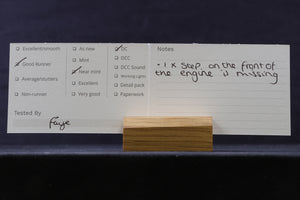 Excellent/smooth
Good Runner
Average/stutters
Non-runner
As new
Mint
Near mint
Excellent
Very good
DC
DCC
DCC Sound
Working Lights
Detail pack
Paperwork
Tested By
Faye
Notes
• 1 x step on the front of
the engine is missing